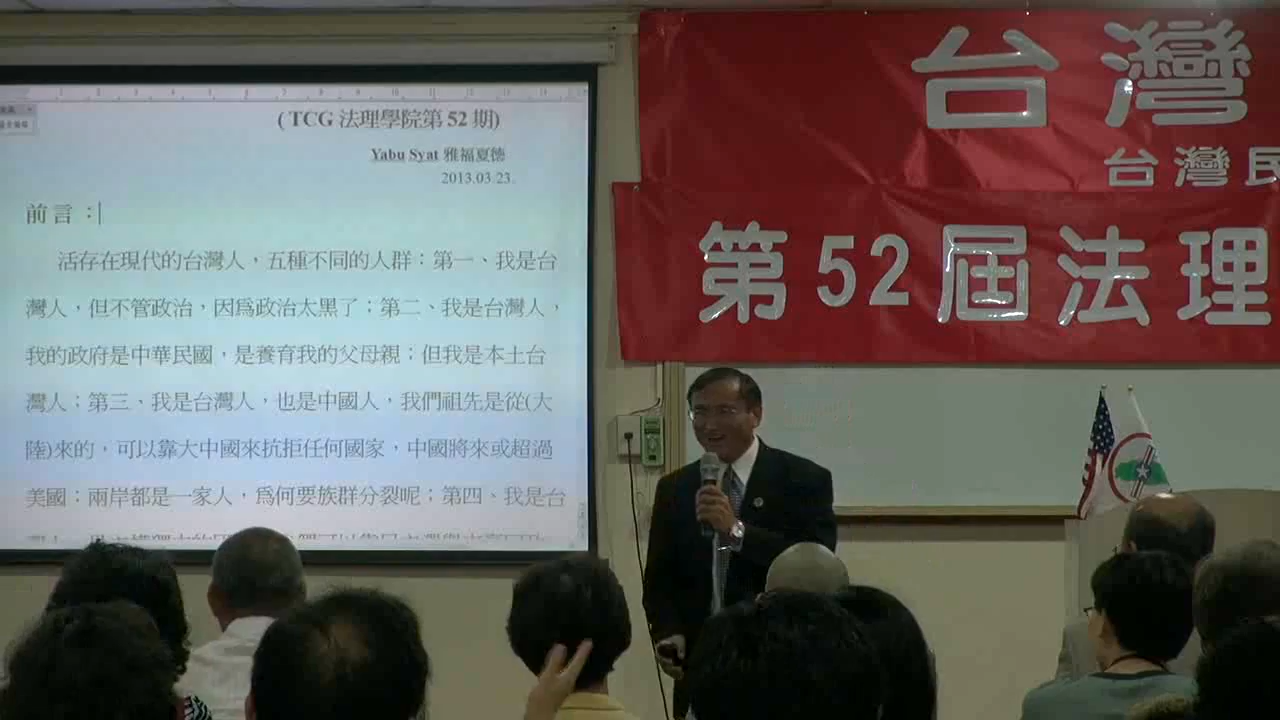 (TCG 法理學院第 52 期)
Yabu Syat 雅福夏德
2013.03.23.
前言：
活存在現代的台灣人，五種不同的人群：第一、我是台
灣人，但不管政治，因為政治太黑了；第二、我是台灣人，
我的政府是中華民國，是養育我的父母親；但我是本土台
灣人；第三、我是台灣人，也是中國人，我們祖先是從(大
陸)來的，可以靠大中國來抗拒任何國家，中國將來或超過
美國；兩岸都是一家人，為何要族群分裂呢；第四、我是台
台灣
台灣民
第52屆法理